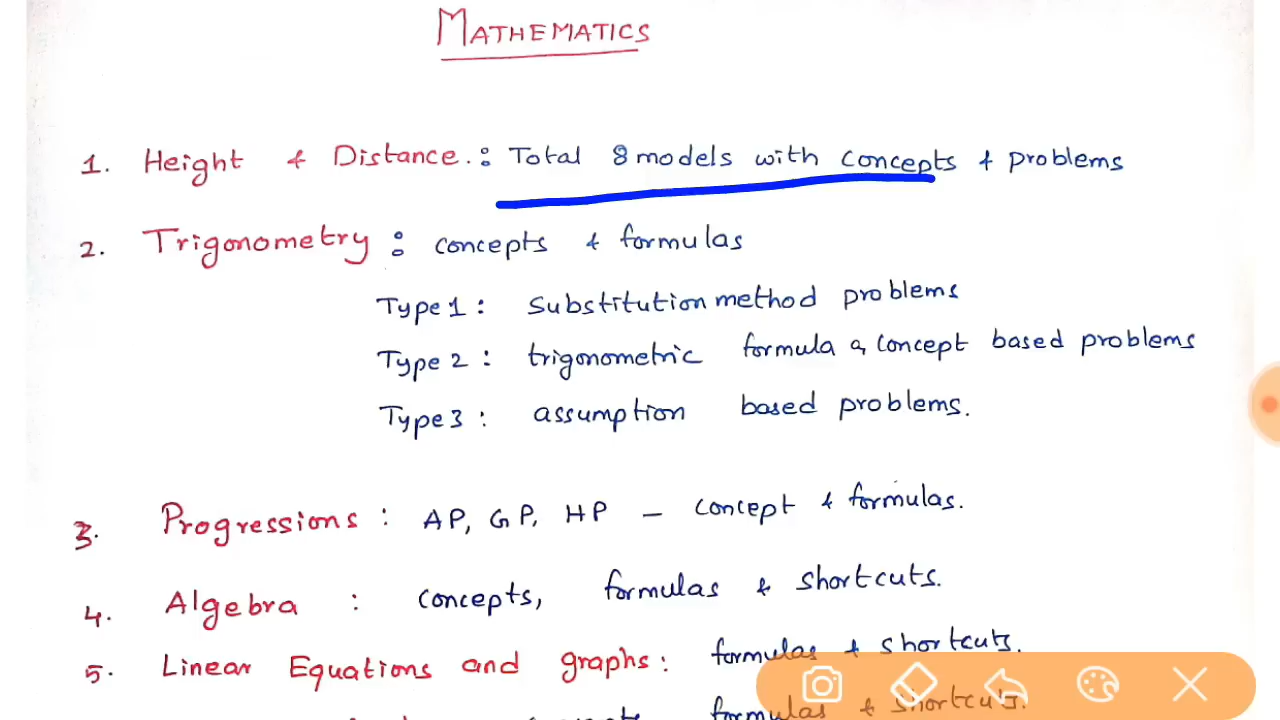 MATHEMATICS
1. Height & Distance. : Total 8 models with concepts & problems
2. Trigonometry : concepts & formulas
Type 1 : Substitution method problems
Type 2 : trigonometric formula & concept based problems
Type 3 : assumption based problems.
3. Progressions : AP, GP, HP – concept & formulas.
4. Algebra : concepts, formulas & shortcuts.
5. Linear Equations and graphs : formulas & shortcuts.
formulas & shortcuts.